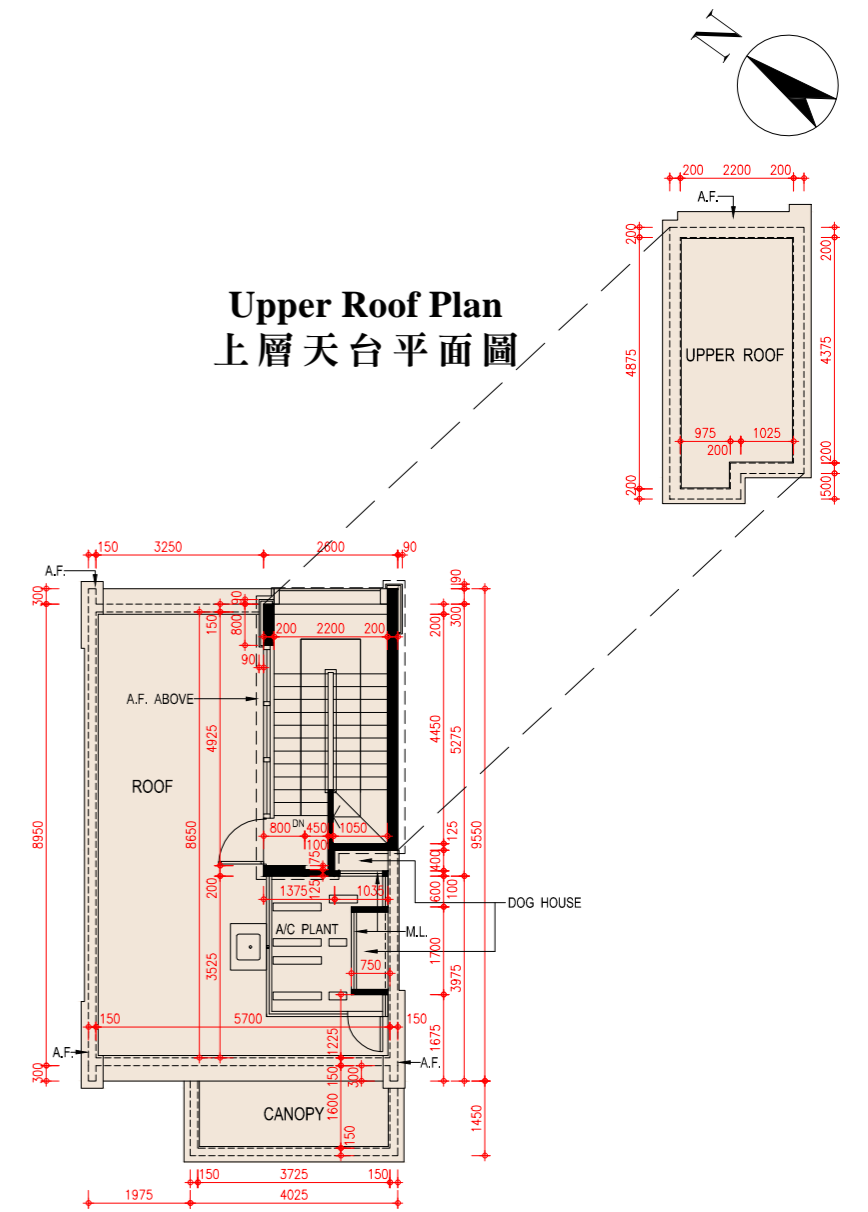 N
200 2200 200
A.F.
200
200
Upper Roof Plan
上層天台平面圖
4875
UPPER ROOF
4375
975
1025
200
200
200
500
150 3250 2600 90
A.F.
300
90
90
300
150
800
200
200 2200 200
90
A.F. ABOVE
4925
4450
5275
ROOF
8950
8650
9550
DN
800 450 1050
125
100
75
400
200
125
600
100
1375 1035
DOG HOUSE
A/C PLANT
M.L.
3525
1700
750
3975
150 5700 150
1675
1225
A.F.
A.F.
300
150
300
CANOPY
1600
1450
150
150 3725 150
1975 4025